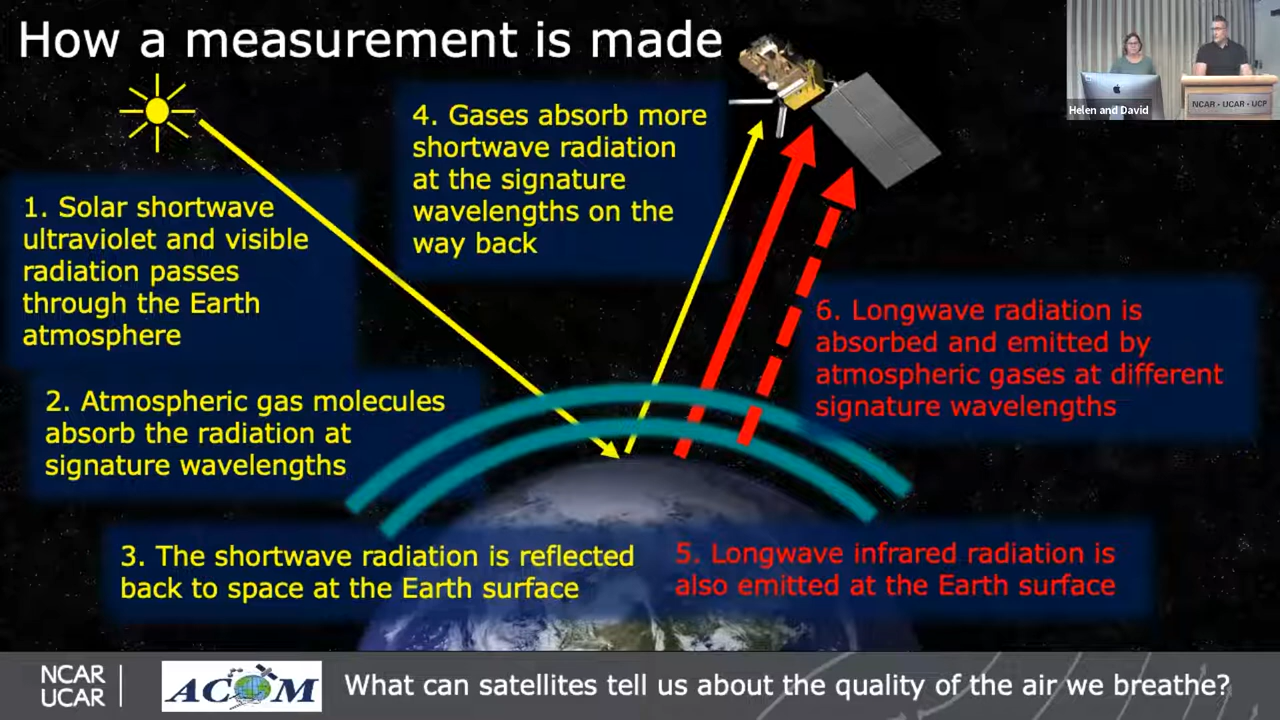 How a measurement is made
Helen and David
NCAR • UCAR • UCP
1. Solar shortwave
ultraviolet and visible
radiation passes
through the Earth
atmosphere
2. Atmospheric gas molecules
absorb the radiation at
signature wavelengths
3. The shortwave radiation is reflected
back to space at the Earth surface
4. Gases absorb more
shortwave radiation
at the signature
wavelengths on the
way back
5. Longwave infrared radiation is
also emitted at the Earth surface
6. Longwave radiation is
absorbed and emitted by
atmospheric gases at different
signature wavelengths
NCAR
UCAR
ACOM
What can satellites tell us about the quality of the air we breathe?